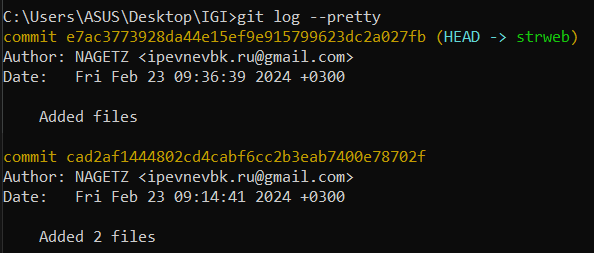 C:\Users\ASUS\Desktop\IGI>git log --pretty
commit e7ac3773928da44e15ef9e915799623dc2a027fb (HEAD -> strweb)
Author: NAGETZ <ipevnevbk.ru@gmail.com>
Date:   Fri Feb 23 09:36:39 2024 +0300

    Added files

commit cad2af1444802cd4cabf6cc2b3eab7400e78702f
Author: NAGETZ <ipevnevbk.ru@gmail.com>
Date:   Fri Feb 23 09:14:41 2024 +0300

    Added 2 files